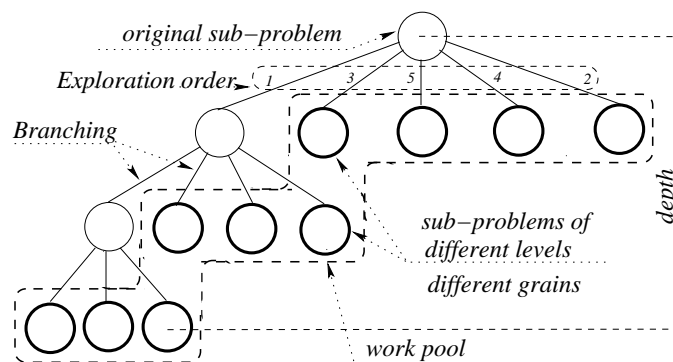 original sub-problem
Exploration order
1 3 5 4 2
Branching
depth
sub-problems of
different levels
different grains
work pool